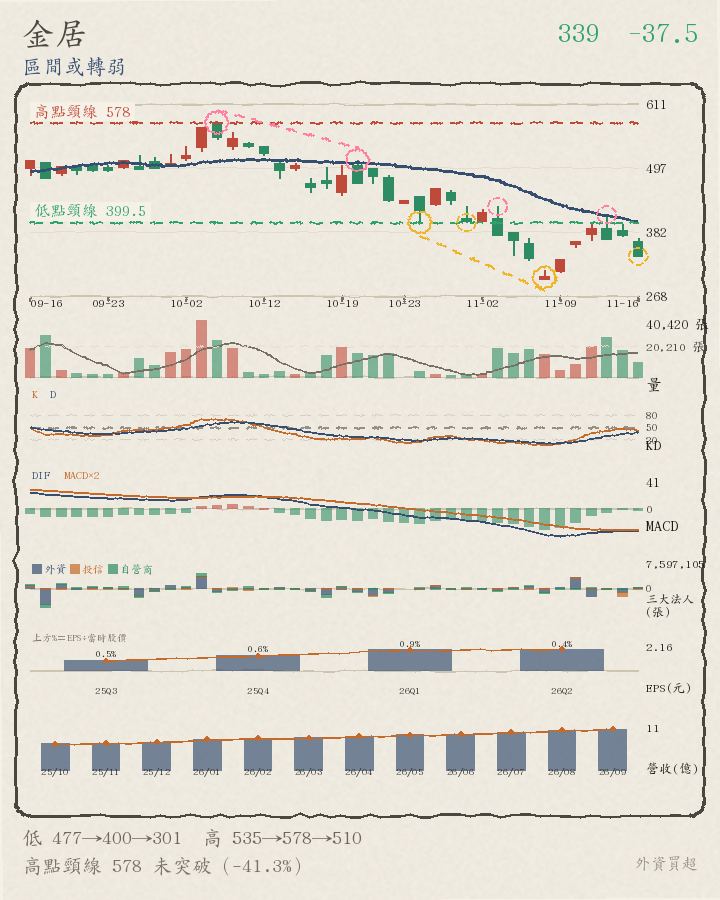 金居
339 -37.5
區間或轉弱
高點頸線 578
611
497
低點頸線 399.5
382
268
09-16 09-23 10-02 10-12 10-19 10-23 11-02 11-09 11-16
40,420 張
20,210 張
量
K D
80
50
20
KD
DIF MACD×2
41
0
MACD
外資 投信 自營商
7,597,105
0
三大法人
(張)
上方%=EPS÷當時股價
0.5% 0.6% 0.9% 0.4%
2.16
25Q3 25Q4 26Q1 26Q2
EPS(元)
11
25/10 25/11 25/12 26/01 26/02 26/03 26/04 26/05 26/06 26/07 26/08 26/09
營收(億)
低 477→400→301 高 535→578→510
高點頸線 578 未突破 (-41.3%)
外資買超